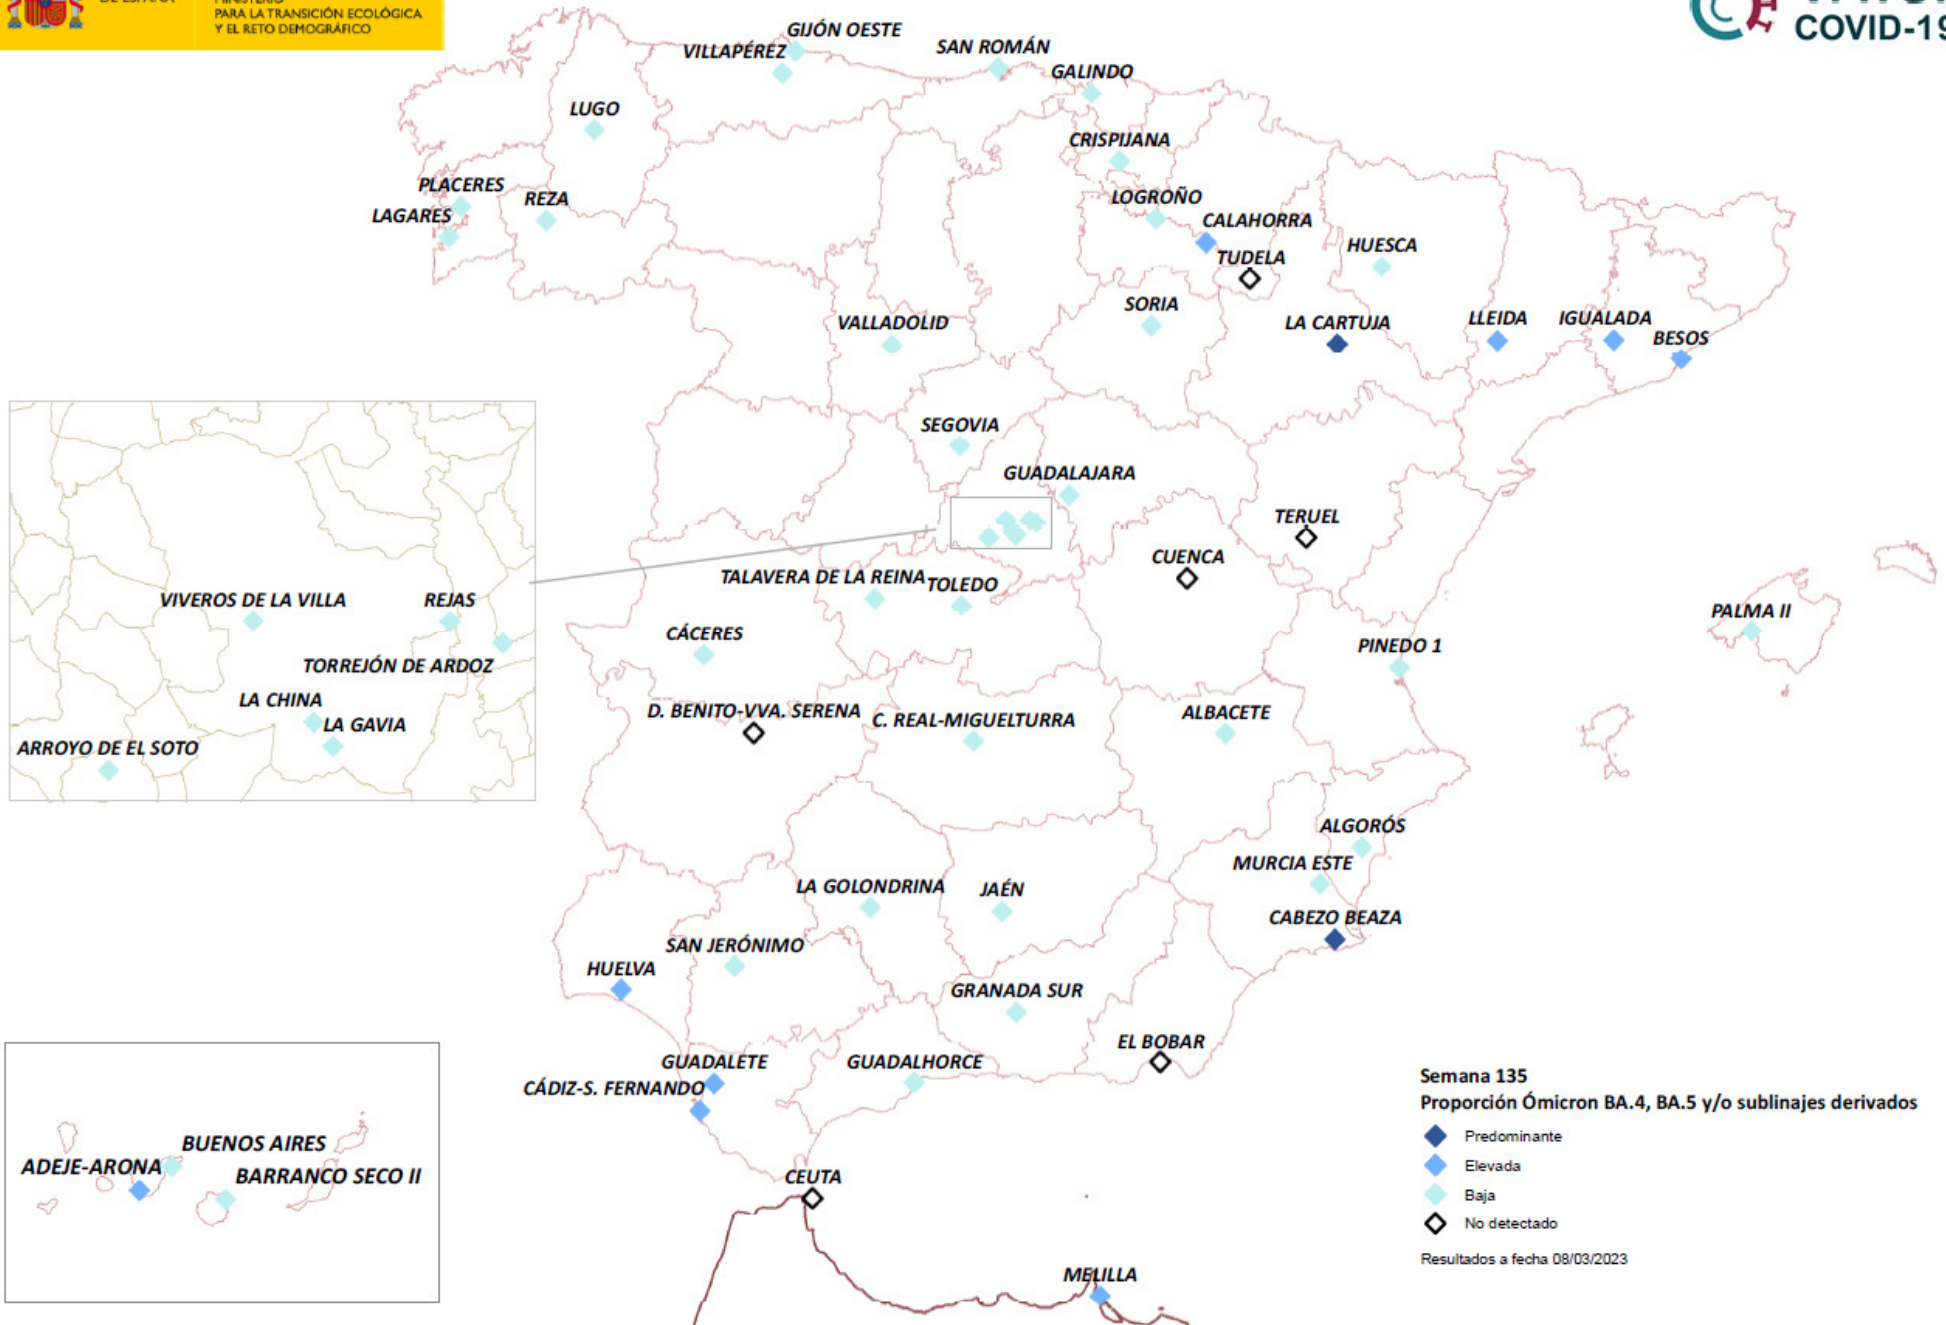 PARA LA TRANSICIÓN ECOLÓGICA
Y EL RETO DEMOGRÁFICO
COVID-19
GIJÓN OESTE
VILLAPÉREZ
SAN ROMÁN
GALINDO
LUGO
CRISPIJANA
PLACERES
REZA
LAGARES
LOGROÑO
CALAHORRA
TUDELA
HUESCA
SORIA
VALLADOLID
LA CARTUJA
LLEIDA
IGUALADA
BESOS
SEGOVIA
GUADALAJARA
TERUEL
CUENCA
TALAVERA DE LA REINA
TOLEDO
CÁCERES
PALMA II
PINEDO 1
D. BENITO-VVA. SERENA
C. REAL-MIGUELTURRA
ALBACETE
VIVEROS DE LA VILLA
REJAS
TORREJÓN DE ARDOZ
LA CHINA
LA GAVIA
ARROYO DE EL SOTO
ALGORÓS
MURCIA ESTE
LA GOLONDRINA
JAÉN
CABEZO BEAZA
SAN JERÓNIMO
HUELVA
GRANADA SUR
EL BOBAR
GUADALETE
GUADALHORCE
CÁDIZ-S. FERNANDO
CEUTA
MELILLA
BUENOS AIRES
ADEJE-ARONA
BARRANCO SECO II
Semana 135
Proporción Ómicron BA.4, BA.5 y/o sublinajes derivados
Predominante
Elevada
Baja
No detectado
Resultados a fecha 08/03/2023